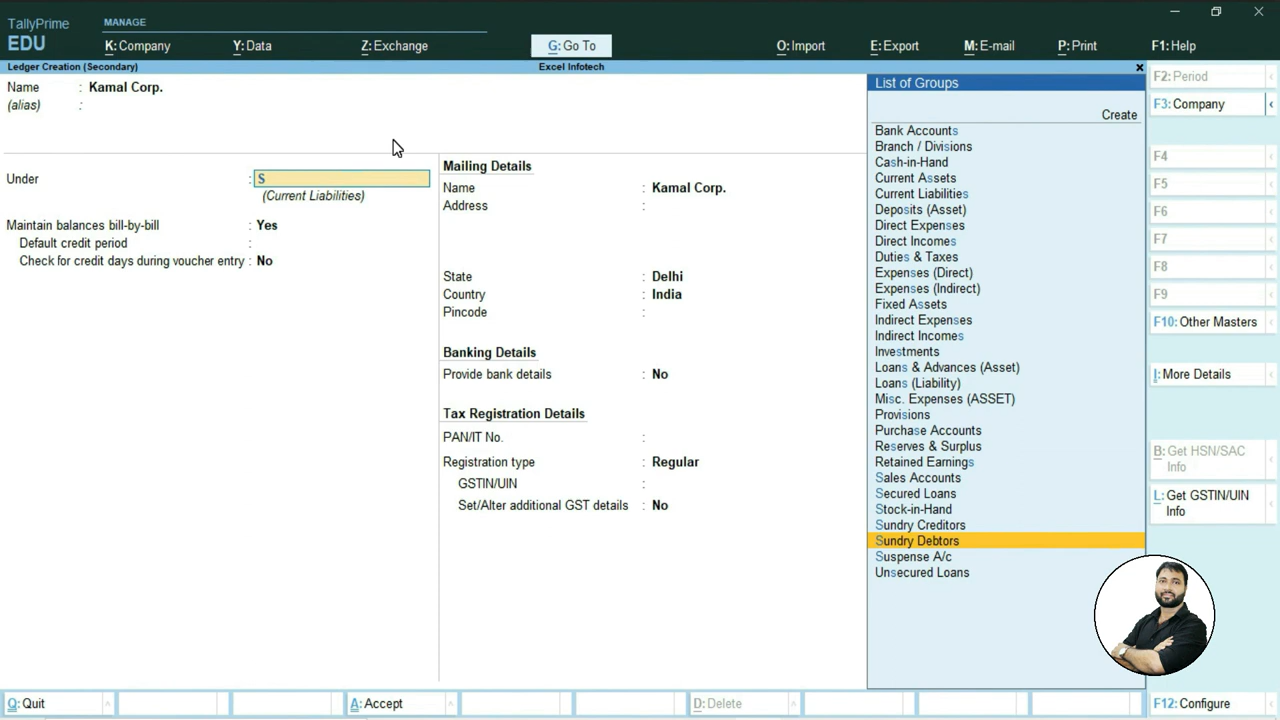 TallyPrime
EDU
MANAGE
K: Company
Y: Data
Z: Exchange
G: Go To
O: Import
E: Export
M: E-mail
P: Print
F1: Help
Ledger Creation (Secondary)
Excel Infotech
Name : Kamal Corp.
(alias) :
Under : S
(Current Liabilities)
Maintain balances bill-by-bill : Yes
Default credit period :
Check for credit days during voucher entry : No
Mailing Details
Name : Kamal Corp.
Address :
State : Delhi
Country : India
Pincode :
Banking Details
Provide bank details : No
Tax Registration Details
PAN/IT No. :
Registration type : Regular
GSTIN/UIN :
Set/Alter additional GST details : No
List of Groups
Create
Bank Accounts
Branch / Divisions
Cash-in-Hand
Current Assets
Current Liabilities
Deposits (Asset)
Direct Expenses
Direct Incomes
Duties & Taxes
Expenses (Direct)
Expenses (Indirect)
Fixed Assets
Indirect Expenses
Indirect Incomes
Investments
Loans & Advances (Asset)
Loans (Liability)
Misc. Expenses (ASSET)
Provisions
Purchase Accounts
Reserves & Surplus
Retained Earnings
Sales Accounts
Secured Loans
Stock-in-Hand
Sundry Creditors
Sundry Debtors
Suspense A/c
Unsecured Loans
F2: Period
F3: Company
F4
F5
F6
F7
F8
F9
F10: Other Masters
I: More Details
B: Get HSN/SAC
Info
L: Get GSTIN/UIN
Info
Q: Quit
A: Accept
D: Delete
F12: Configure